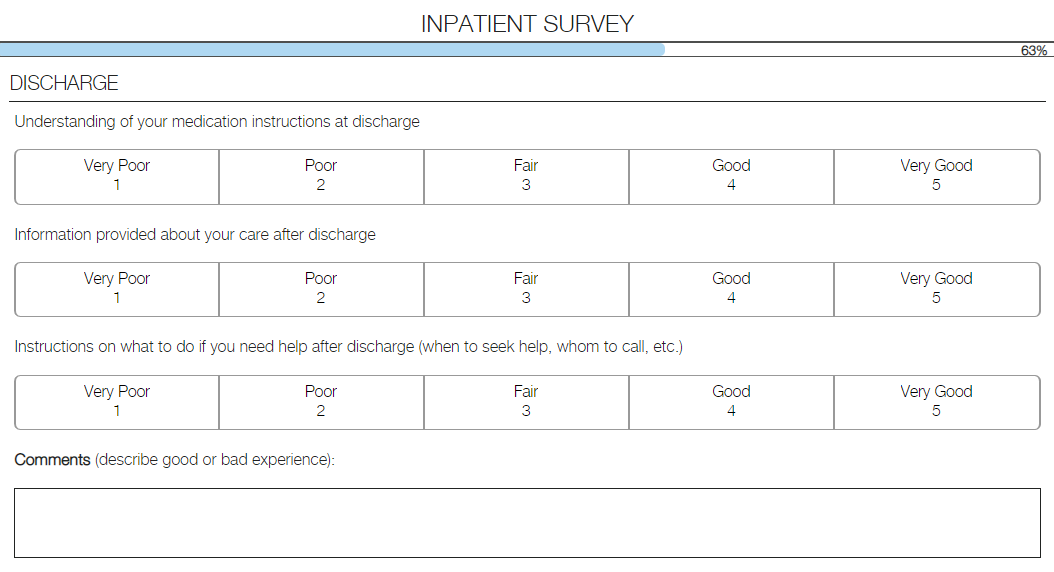 INPATIENT SURVEY
63%
DISCHARGE
Understanding of your medication instructions at discharge
Very Poor Poor Fair Good Very Good
1 2 3 4 5
Information provided about your care after discharge
Very Poor Poor Fair Good Very Good
1 2 3 4 5
Instructions on what to do if you need help after discharge (when to seek help, whom to call, etc.)
Very Poor Poor Fair Good Very Good
1 2 3 4 5
Comments (describe good or bad experience):